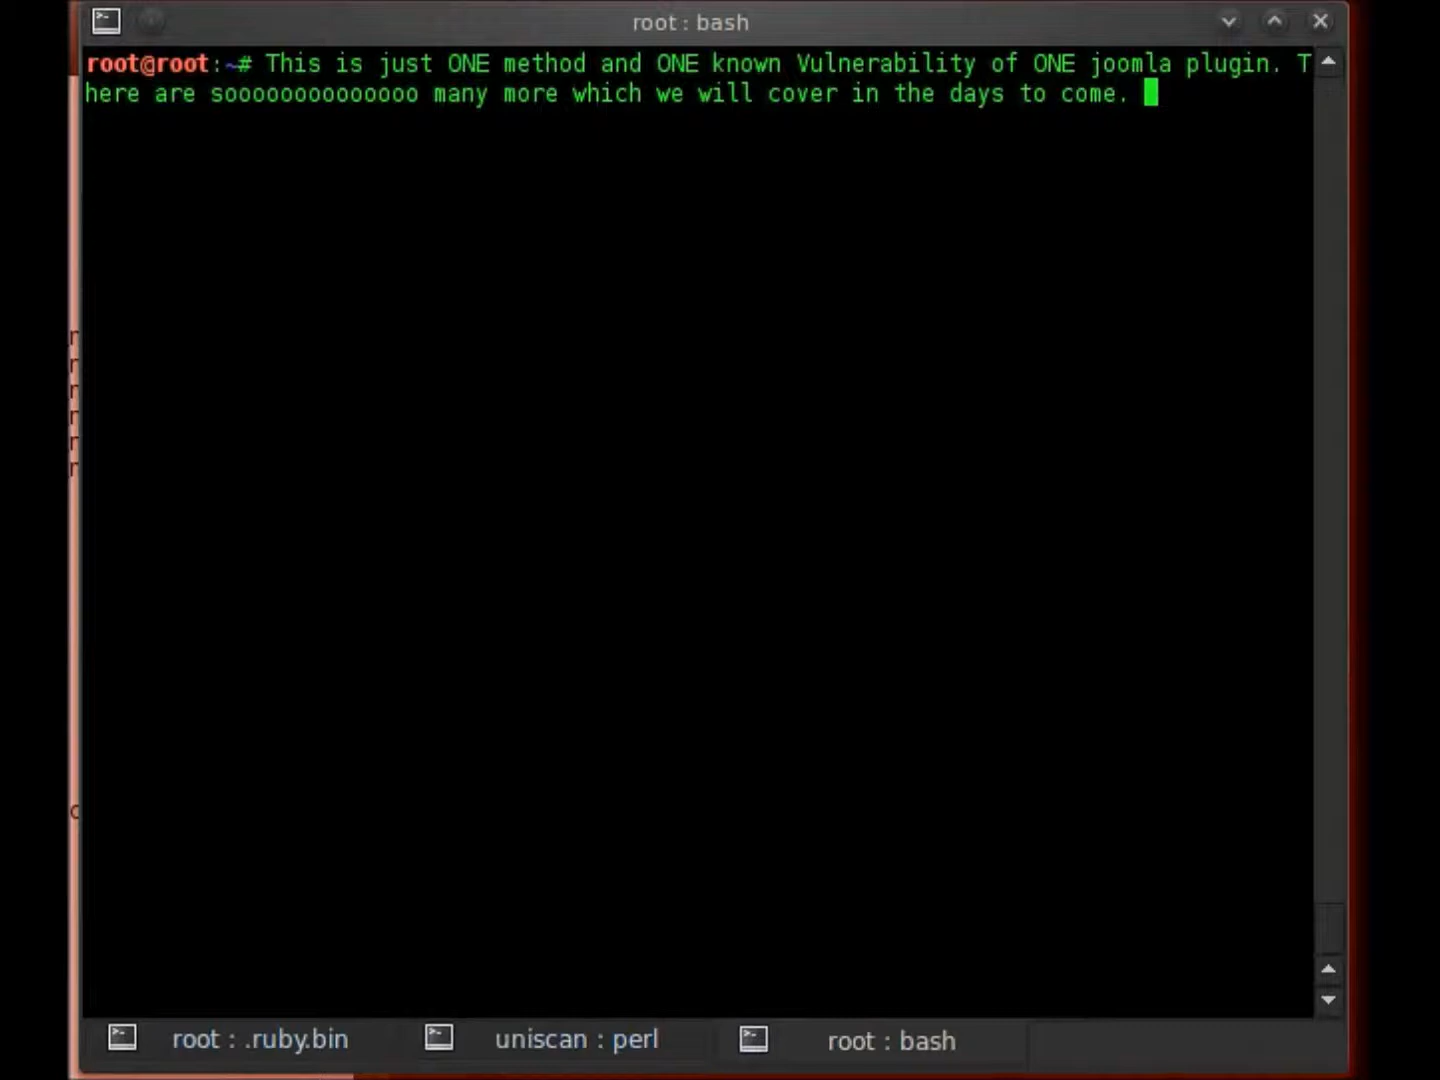 root : bash
root@root:~# This is just ONE method and ONE known Vulnerability of ONE joomla plugin. T
here are sooooooooooooooo many more which we will cover in the days to come.
root : .ruby.bin
uniscan : perl
root : bash